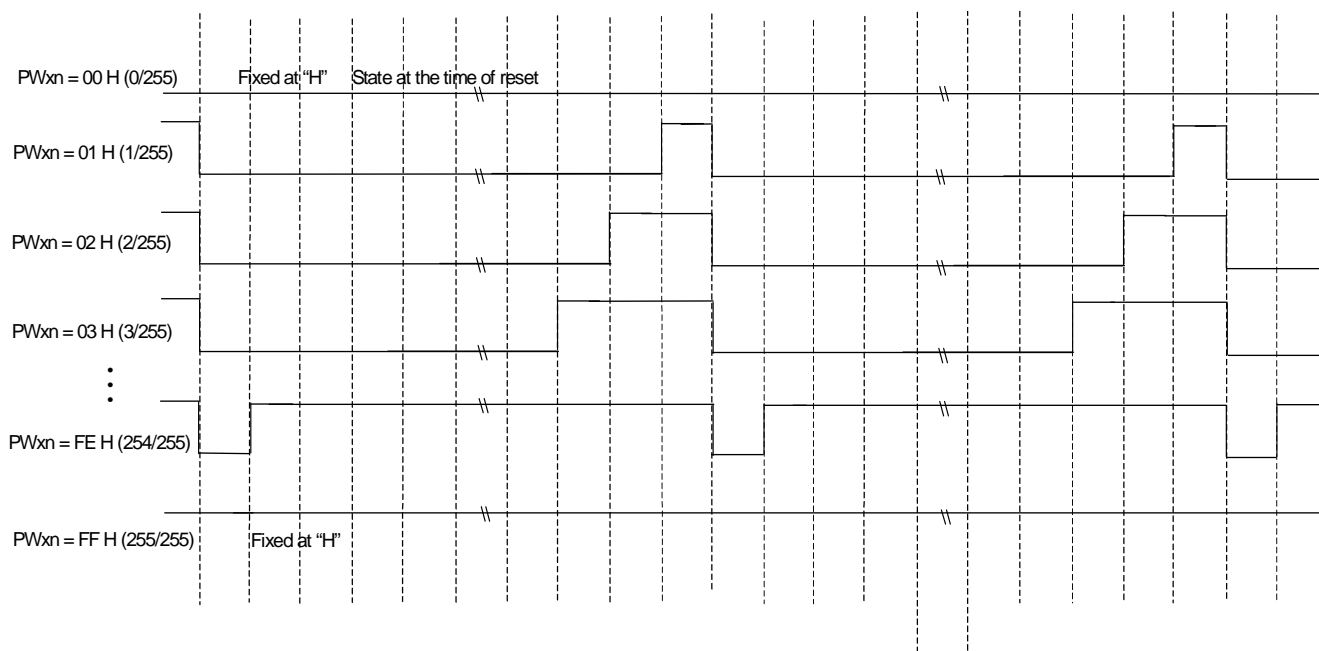 PWxn = 00 H (0/255) Fixed at “H” State at the time of reset
PWxn = 01 H (1/255)
PWxn = 02 H (2/255)
PWxn = 03 H (3/255)
PWxn = FE H (254/255)
PWxn = FF H (255/255) Fixed at “H”